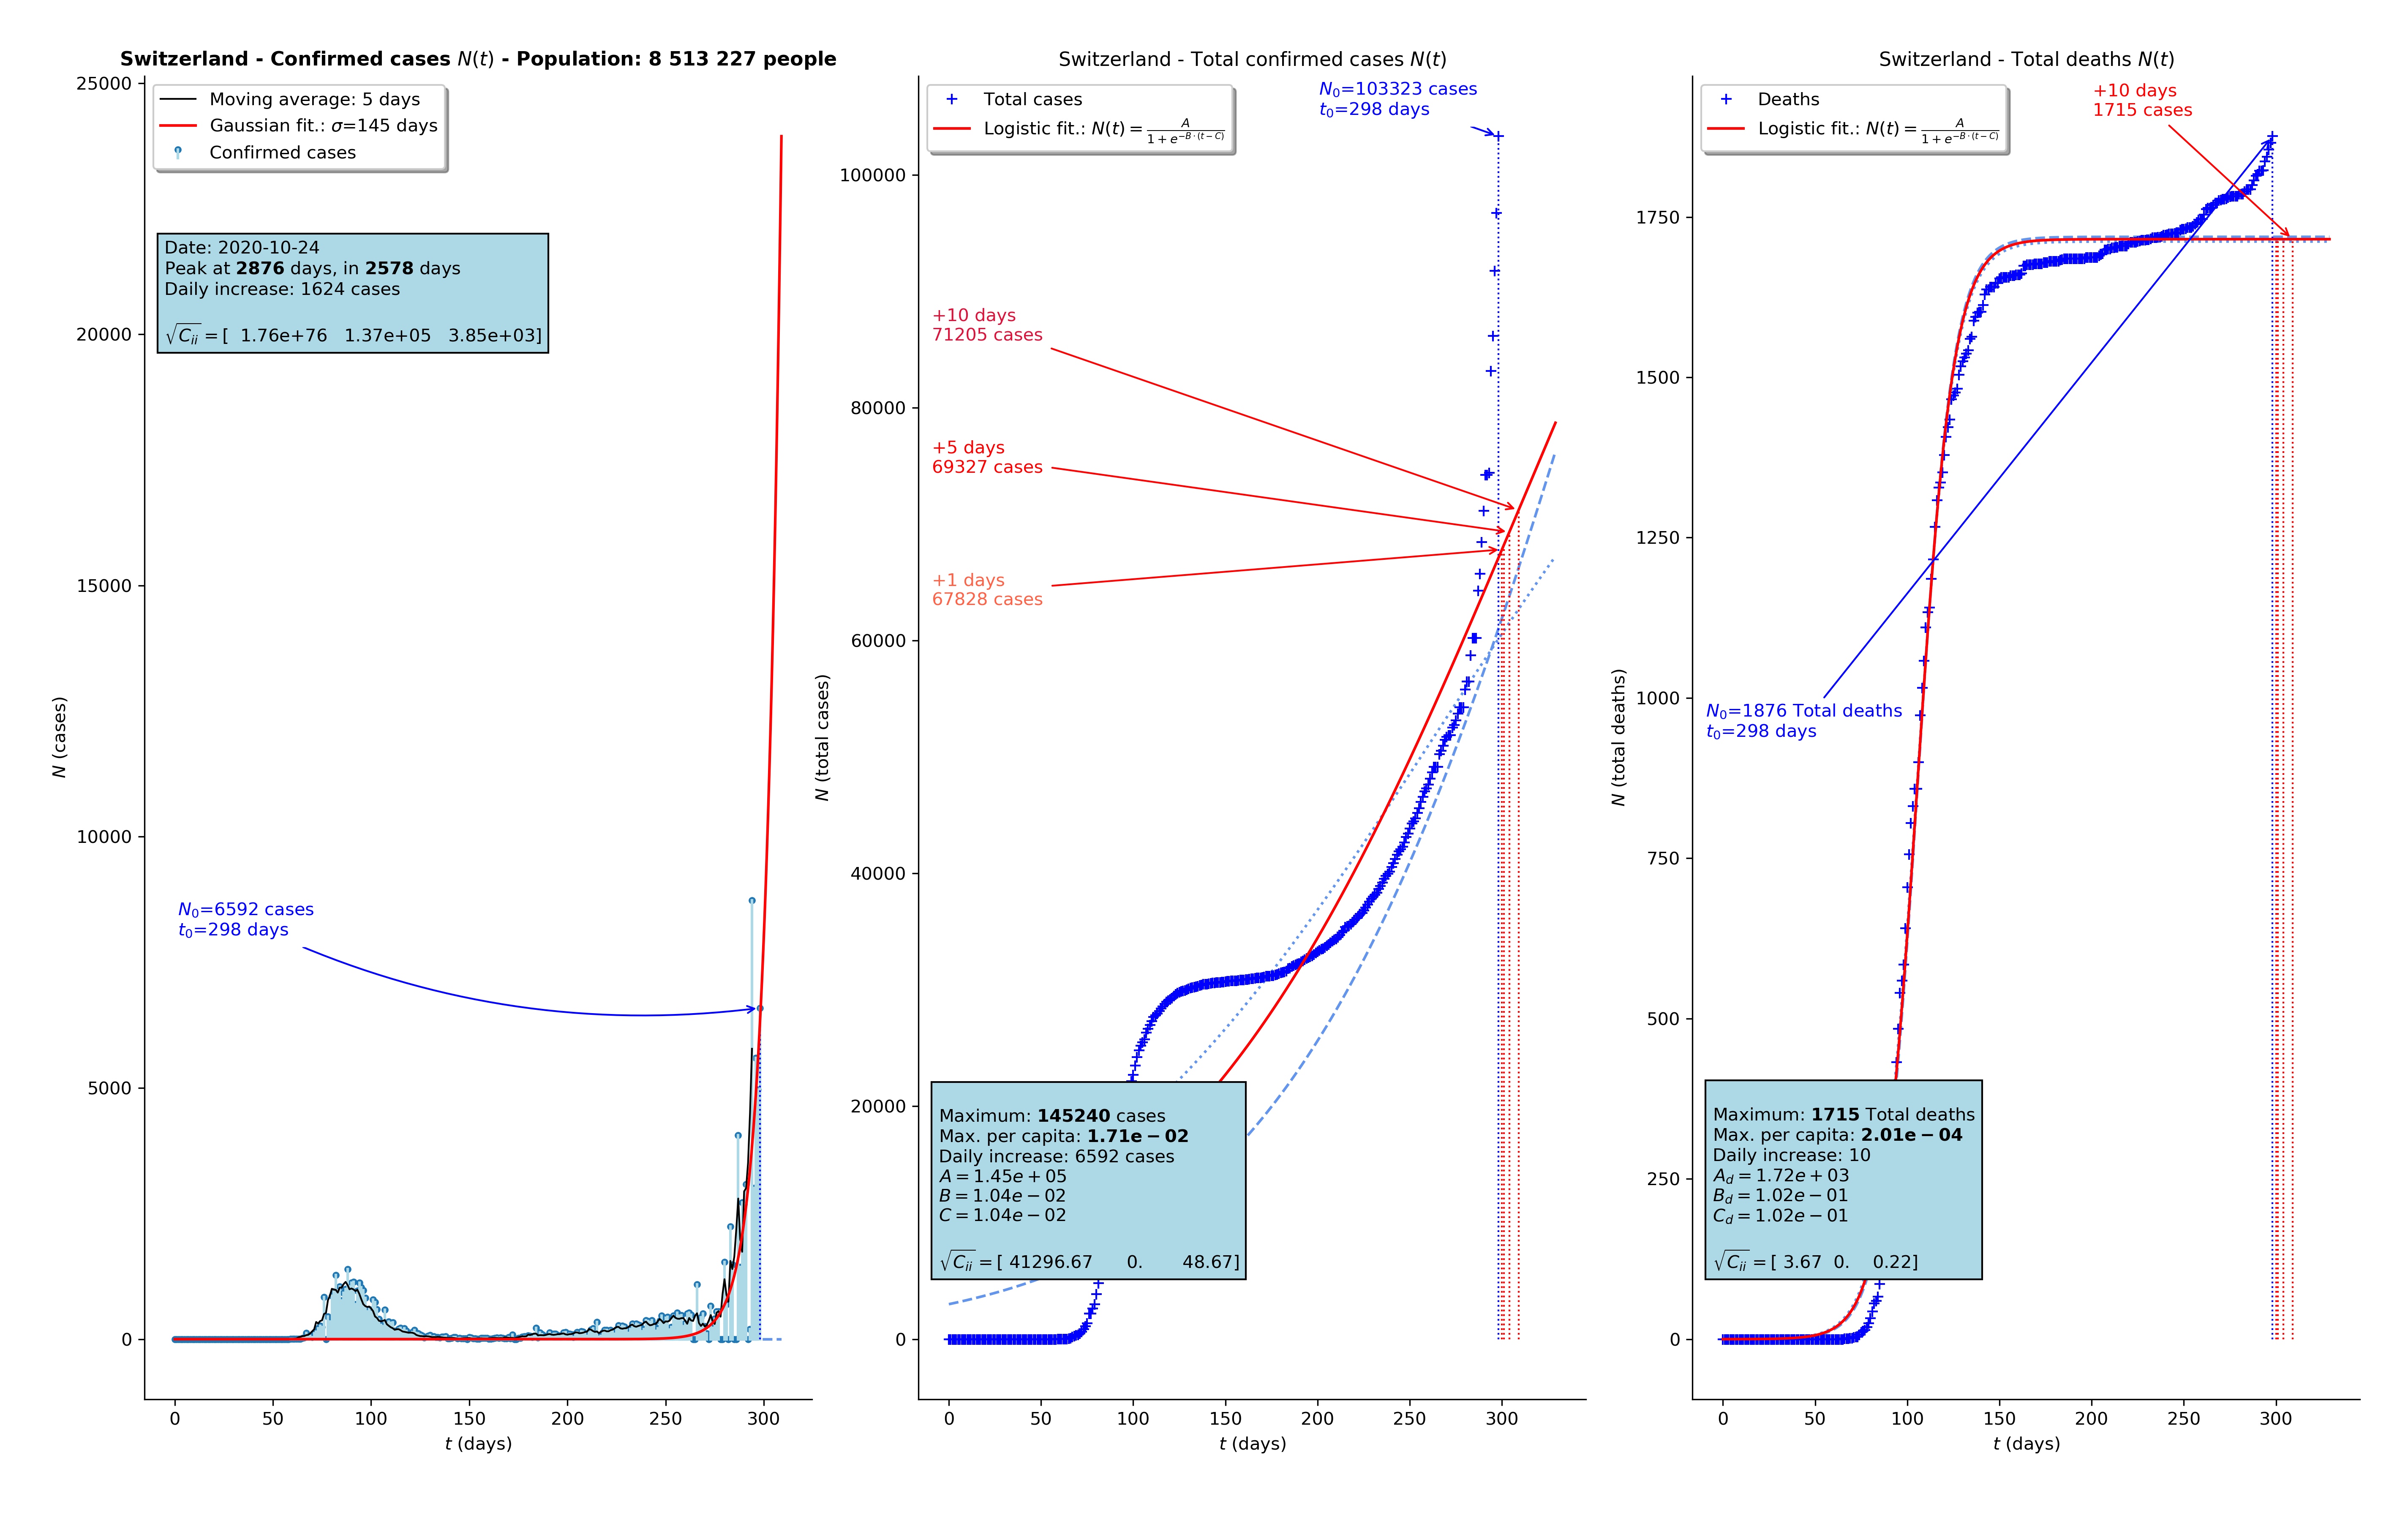 Switzerland - Confirmed cases N(t) - Population: 8 513 227 people
25000
20000
15000
10000
5000
0
N (cases)
Moving average: 5 days
Gaussian fit.: σ=145 days
Confirmed cases
Date: 2020-10-24
Peak at 2876 days, in 2578 days
Daily increase: 1624 cases
√Cᵢᵢ = [ 1.76e+76 1.37e+05 3.85e+03]
N₀=6592 cases
t₀=298 days
0 50 100 150 200 250 300
t (days)
Switzerland - Total confirmed cases N(t)
100000
80000
60000
40000
20000
0
N (total cases)
Total cases
Logistic fit.: N(t) = A / (1 + e^(−B·(t−C)))
N₀=103323 cases
t₀=298 days
+10 days
71205 cases
+5 days
69327 cases
+1 days
67828 cases
Maximum: 145240 cases
Max. per capita: 1.71e − 02
Daily increase: 6592 cases
A = 1.45e + 05
B = 1.04e − 02
C = 1.04e − 02
√Cᵢᵢ = [ 41296.67 0. 48.67]
0 50 100 150 200 250 300
t (days)
Switzerland - Total deaths N(t)
1750
1500
1250
1000
750
500
250
0
N (total deaths)
Deaths
Logistic fit.: N(t) = A / (1 + e^(−B·(t−C)))
+10 days
1715 cases
N₀=1876 Total deaths
t₀=298 days
Maximum: 1715 Total deaths
Max. per capita: 2.01e − 04
Daily increase: 10
A_d = 1.72e + 03
B_d = 1.02e − 01
C_d = 1.02e − 01
√Cᵢᵢ = [ 3.67 0. 0.22]
0 50 100 150 200 250 300
t (days)